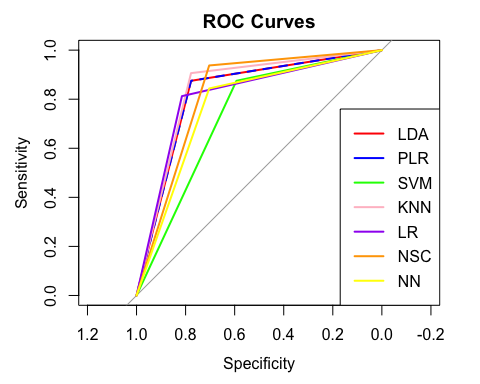 ROC Curves
Sensitivity
1.0
0.8
0.6
0.4
0.2
0.0
LDA
PLR
SVM
KNN
LR
NSC
NN
1.2 1.0 0.8 0.6 0.4 0.2 0.0 -0.2
Specificity